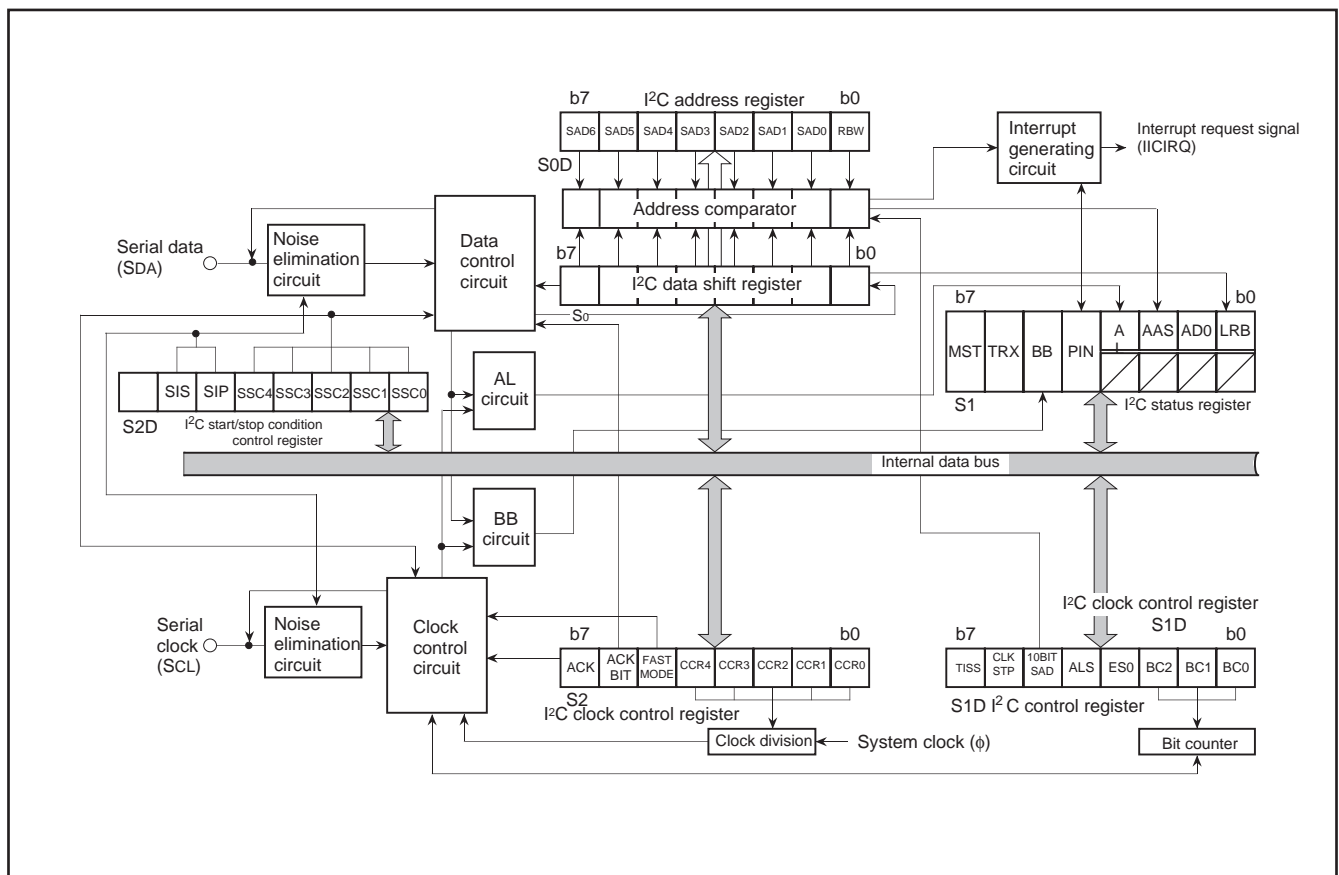 b7 I²C address register b0
SAD6 SAD5 SAD4 SAD3 SAD2 SAD1 SAD0 RBW
S0D
Interrupt
generating
circuit
Interrupt request signal
(IICIRQ)
Address comparator
Serial data
(SDA)
Noise
elimination
circuit
Data
control
circuit
b7 b0
I²C data shift register
S0
b7 b0
MST TRX BB PIN A L AAS AD0 LRB
S1
I²C status register
SIS SIP SSC4 SSC3 SSC2 SSC1 SSC0
S2D
I²C start/stop condition
control register
AL
circuit
Internal data bus
BB
circuit
Serial
clock
(SCL)
Noise
elimination
circuit
Clock
control
circuit
b7 b0
ACK ACK BIT FAST MODE CCR4 CCR3 CCR2 CCR1 CCR0
S2
I²C clock control register
Clock division
System clock (ϕ)
I²C clock control register
S1D
b7 b0
TISS CLK STP 10BIT SAD ALS ES0 BC2 BC1 BC0
S1D I² C control register
Bit counter